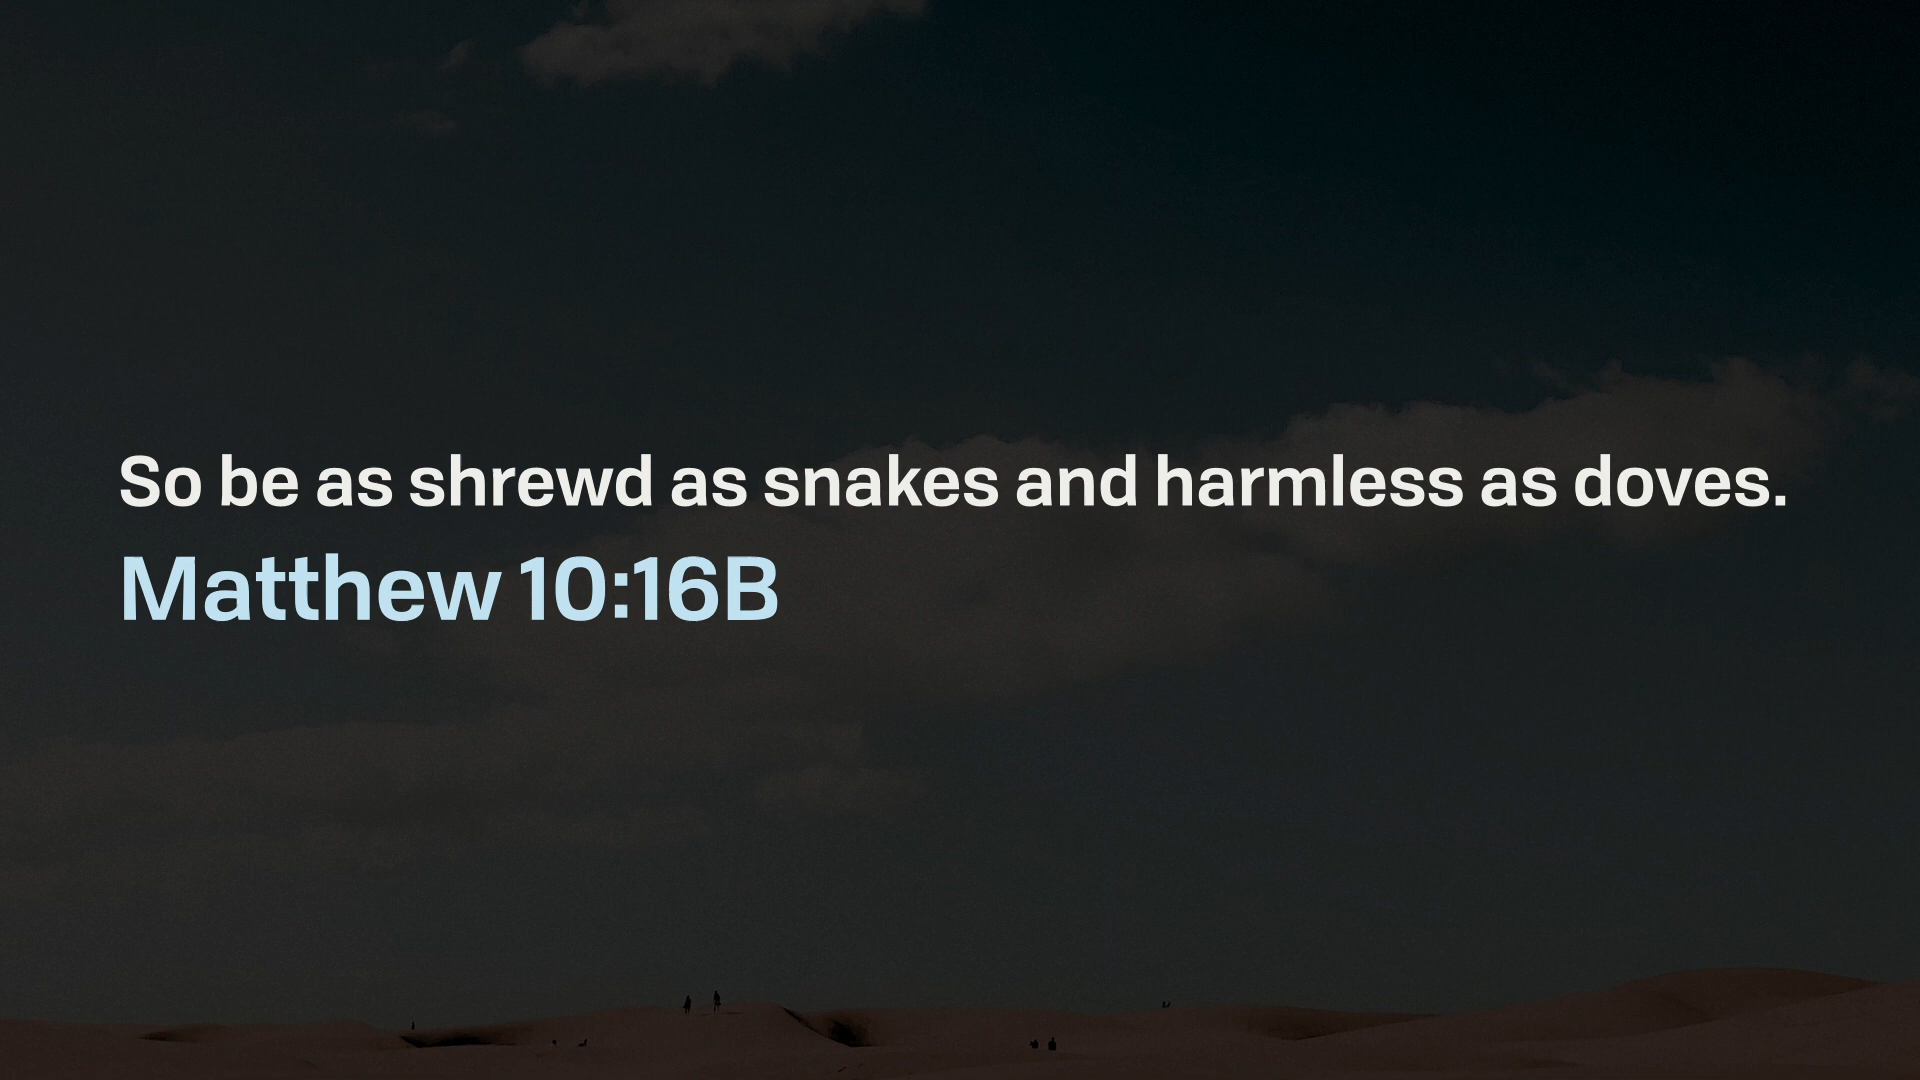 So be as shrewd as snakes and harmless as doves.
Matthew 10:16B